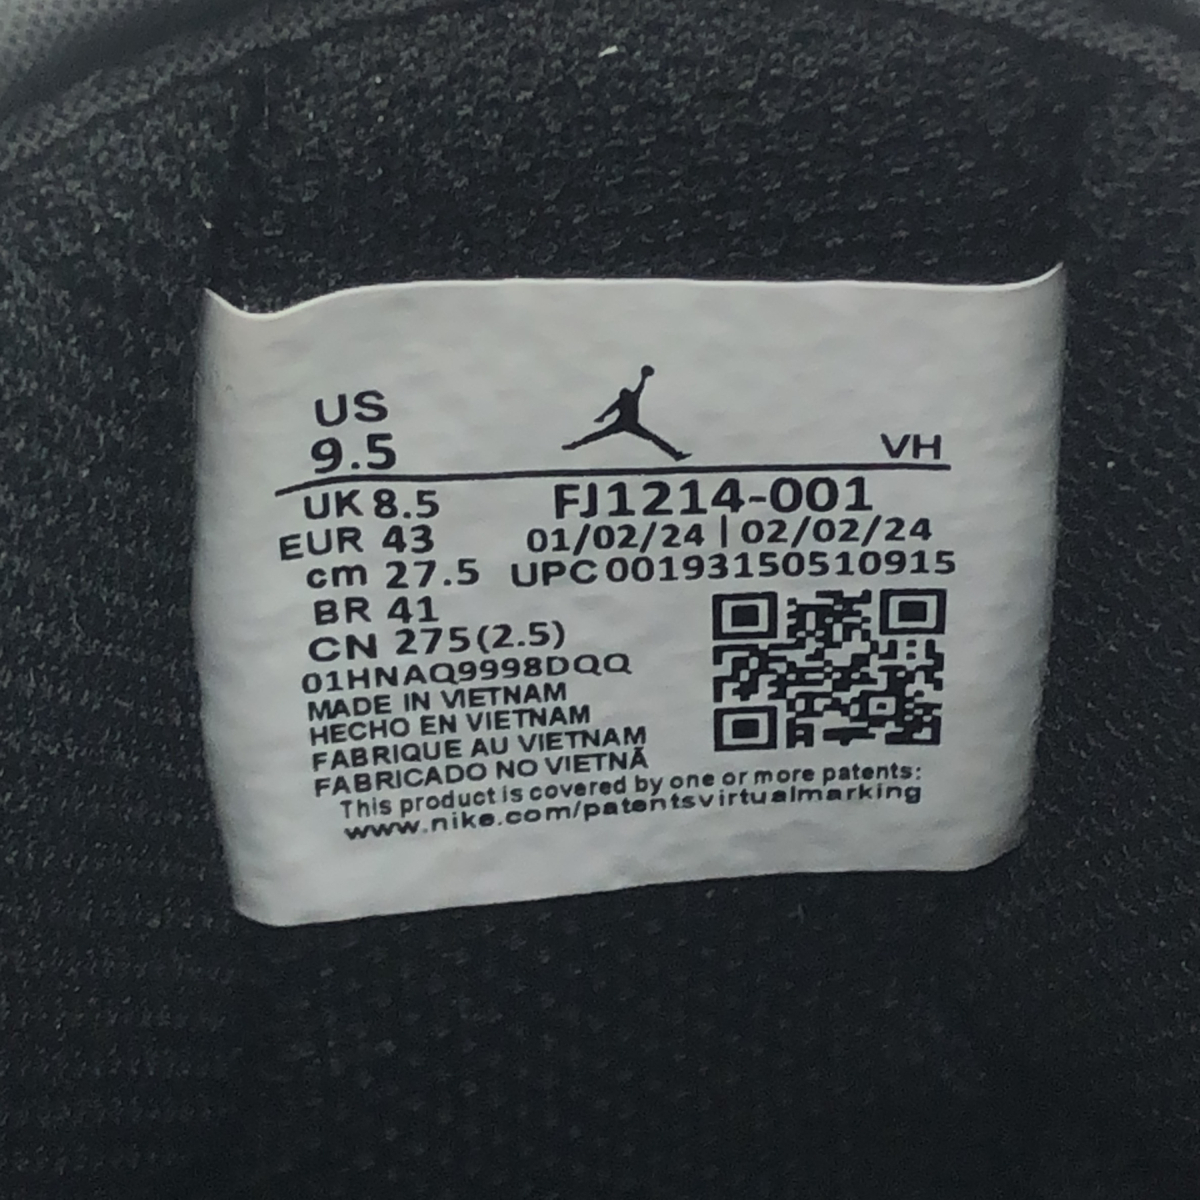 US
9.5
VH
UK 8.5
FJ1214-001
EUR 43
01/02/24 | 02/02/24
cm 27.5
UPC 00193150510915
BR 41
CN 275(2.5)
01HNAQ9998DQQ
MADE IN VIETNAM
HECHO EN VIETNAM
FABRIQUE AU VIETNAM
FABRICADO NO VIETNÃ
This product is covered by one or more patents:
www.nike.com/patentsvirtualmarking